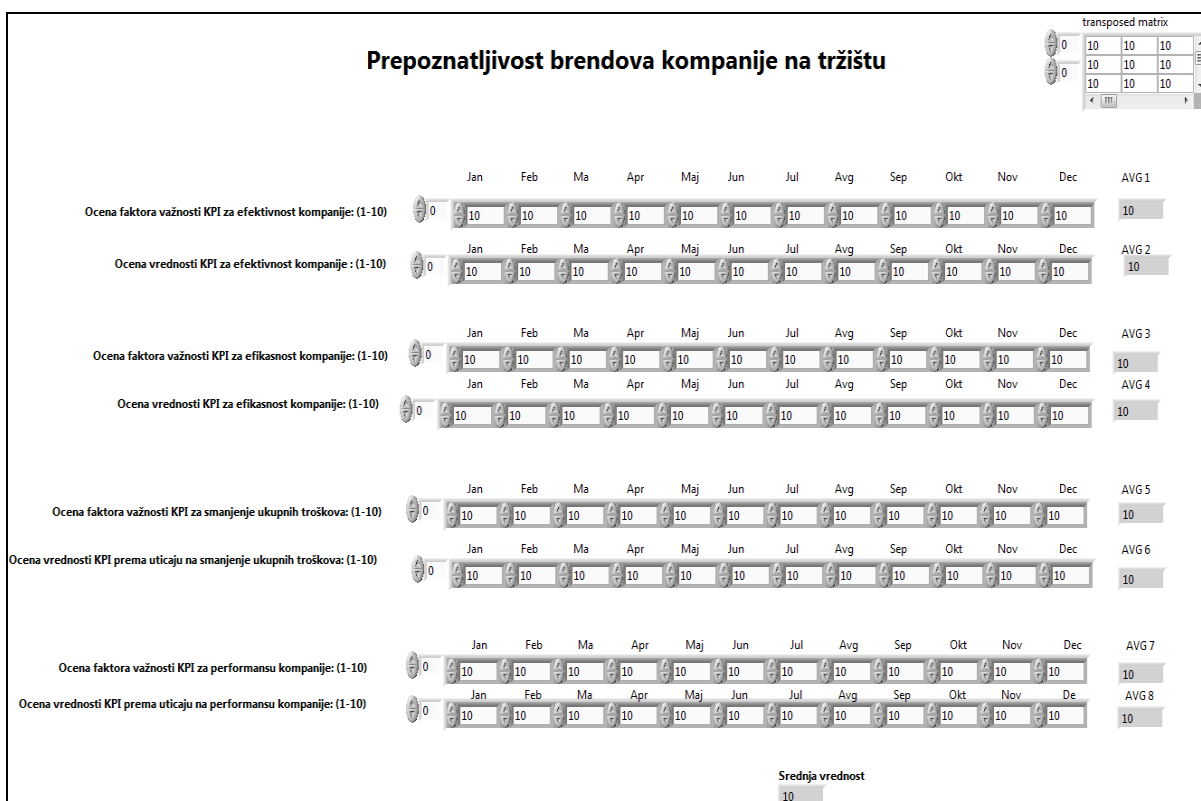 transposed matrix
0 10 10 10
10 10 10
0 10 10 10
Prepoznatljivost brendova kompanije na tržištu
Jan Feb Ma Apr Maj Jun Jul Avg Sep Okt Nov Dec AVG 1
Ocena faktora važnosti KPI za efektivnost kompanije: (1-10) 0 10 10 10 10 10 10 10 10 10 10 10 10 10
Jan Feb Ma Apr Maj Jun Jul Avg Sep Okt Nov Dec AVG 2
Ocena vrednosti KPI za efektivnost kompanije : (1-10) 0 10 10 10 10 10 10 10 10 10 10 10 10 10
Jan Feb Ma Apr Maj Jun Jul Avg Sep Okt Nov Dec AVG 3
Ocena faktora važnosti KPI za efikasnost kompanije: (1-10) 0 10 10 10 10 10 10 10 10 10 10 10 10 10
Jan Feb Ma Apr Maj Jun Jul Avg Sep Okt Nov Dec AVG 4
Ocena vrednosti KPI za efikasnost kompanije: (1-10) 0 10 10 10 10 10 10 10 10 10 10 10 10 10
Jan Feb Ma Apr Maj Jun Jul Avg Sep Okt Nov Dec AVG 5
Ocena faktora važnosti KPI za smanjenje ukupnih troškova: (1-10) 0 10 10 10 10 10 10 10 10 10 10 10 10 10
Jan Feb Ma Apr Maj Jun Jul Avg Sep Okt Nov Dec AVG 6
Ocena vrednosti KPI prema uticaju na smanjenje ukupnih troškova: (1-10) 0 10 10 10 10 10 10 10 10 10 10 10 10 10
Jan Feb Ma Apr Maj Jun Jul Avg Sep Okt Nov Dec AVG 7
Ocena faktora važnosti KPI za performansu kompanije: (1-10) 0 10 10 10 10 10 10 10 10 10 10 10 10 10
Jan Feb Ma Apr Maj Jun Jul Avg Sep Okt Nov De AVG 8
Ocena vrednosti KPI prema uticaju na performansu kompanije: (1-10) 0 10 10 10 10 10 10 10 10 10 10 10 10 10
Srednja vrednost
10